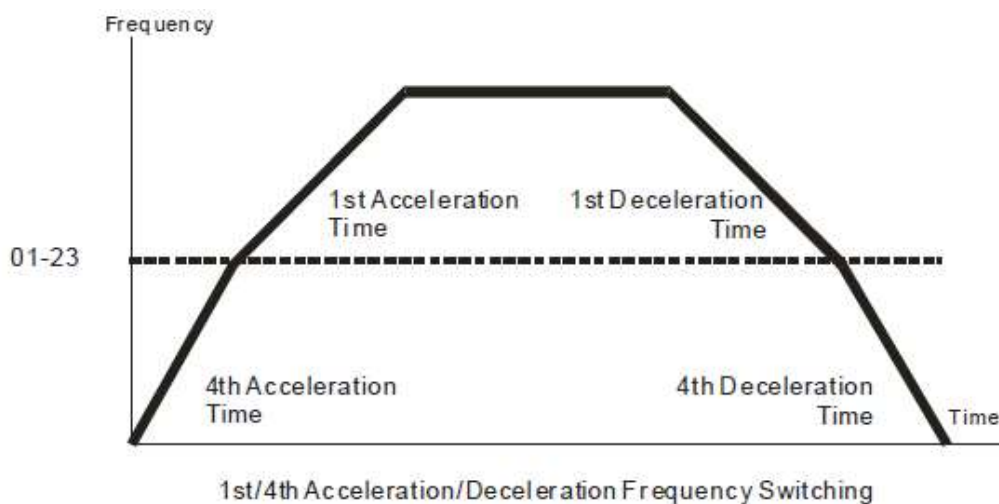 Frequency
1st Acceleration
Time
1st Deceleration
Time
01-23
4th Acceleration
Time
4th Deceleration
Time
Time
1st/4th Acceleration/Deceleration Frequency Switching